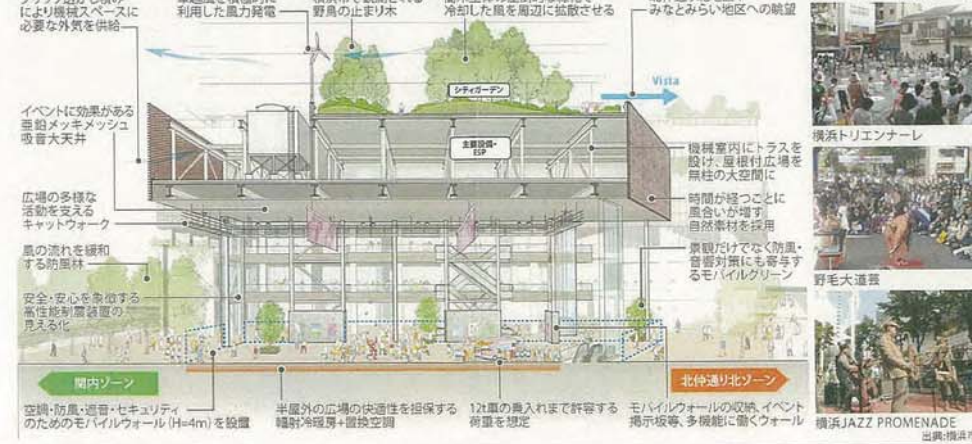 により機械スペースに
必要な外気を供給
利用した風力発電
野鳥の止まり木
冷却した風を周辺に拡散させる
みなとみらい地区への眺望
Vista
シティガーデン
主要設備・
ESP
イベントに効果がある
亜鉛メッキメッシュ
吸音大天井
広場の多様な
活動を支える
キャットウォーク
風の流れを緩和
する防風林
安全・安心を象徴する
高性能制震装置の
見える化
機械室内にトラスを
設け、屋根付広場を
無柱の大空間に
時間が経つごとに
風合いが増す
自然素材を採用
景観だけでなく防風・
音響対策にも寄与す
るモバイルグリーン
関内ゾーン
北仲通り北ゾーン
空調・防風・遮音・セキュリティ
のためのモバイルウォール(H=4m)を設置
半屋外の広場の快適性を担保する
輻射冷暖房+置換空調
12t車の乗入れまで許容する
荷重を想定
モバイルウォールの収納、イベント
掲示板等、多機能に働くウォール
横浜トリエンナーレ
野毛大道芸
横浜JAZZ PROMENADE
出典:横浜